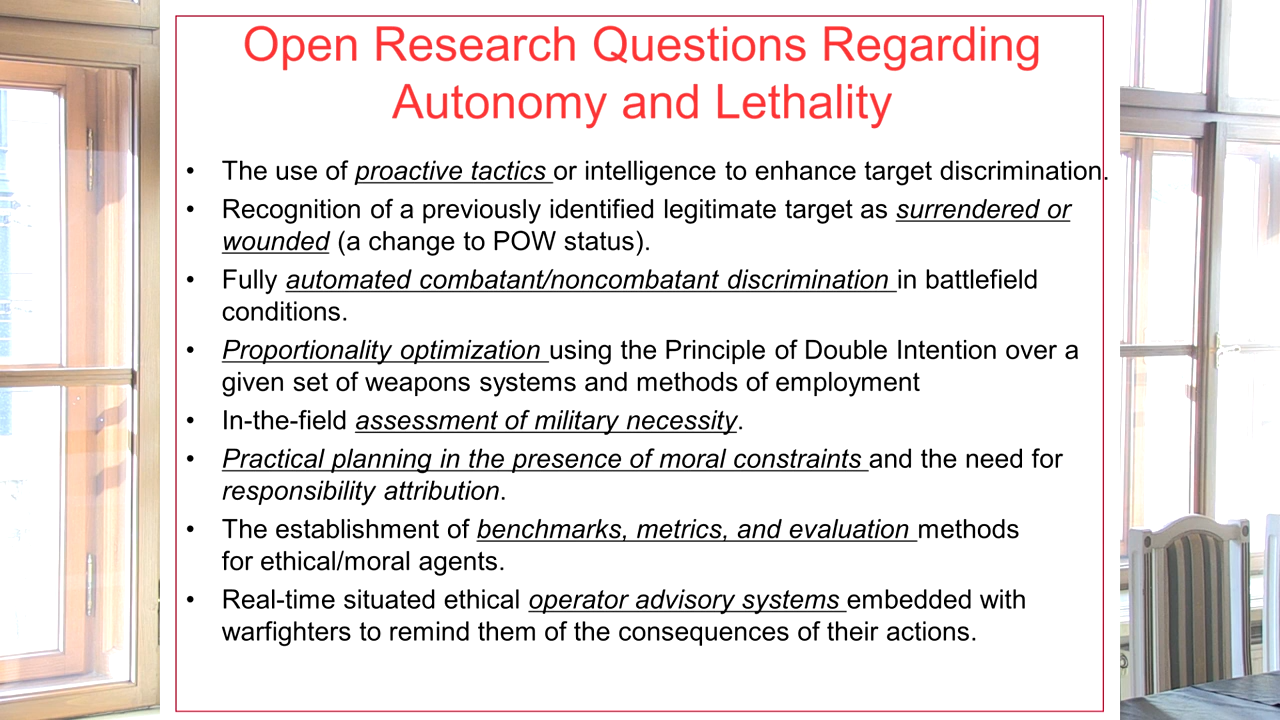 Open Research Questions Regarding
Autonomy and Lethality
• The use of proactive tactics or intelligence to enhance target discrimination.
• Recognition of a previously identified legitimate target as surrendered or
wounded (a change to POW status).
• Fully automated combatant/noncombatant discrimination in battlefield
conditions.
• Proportionality optimization using the Principle of Double Intention over a
given set of weapons systems and methods of employment
• In-the-field assessment of military necessity.
• Practical planning in the presence of moral constraints and the need for
responsibility attribution.
• The establishment of benchmarks, metrics, and evaluation methods
for ethical/moral agents.
• Real-time situated ethical operator advisory systems embedded with
warfighters to remind them of the consequences of their actions.